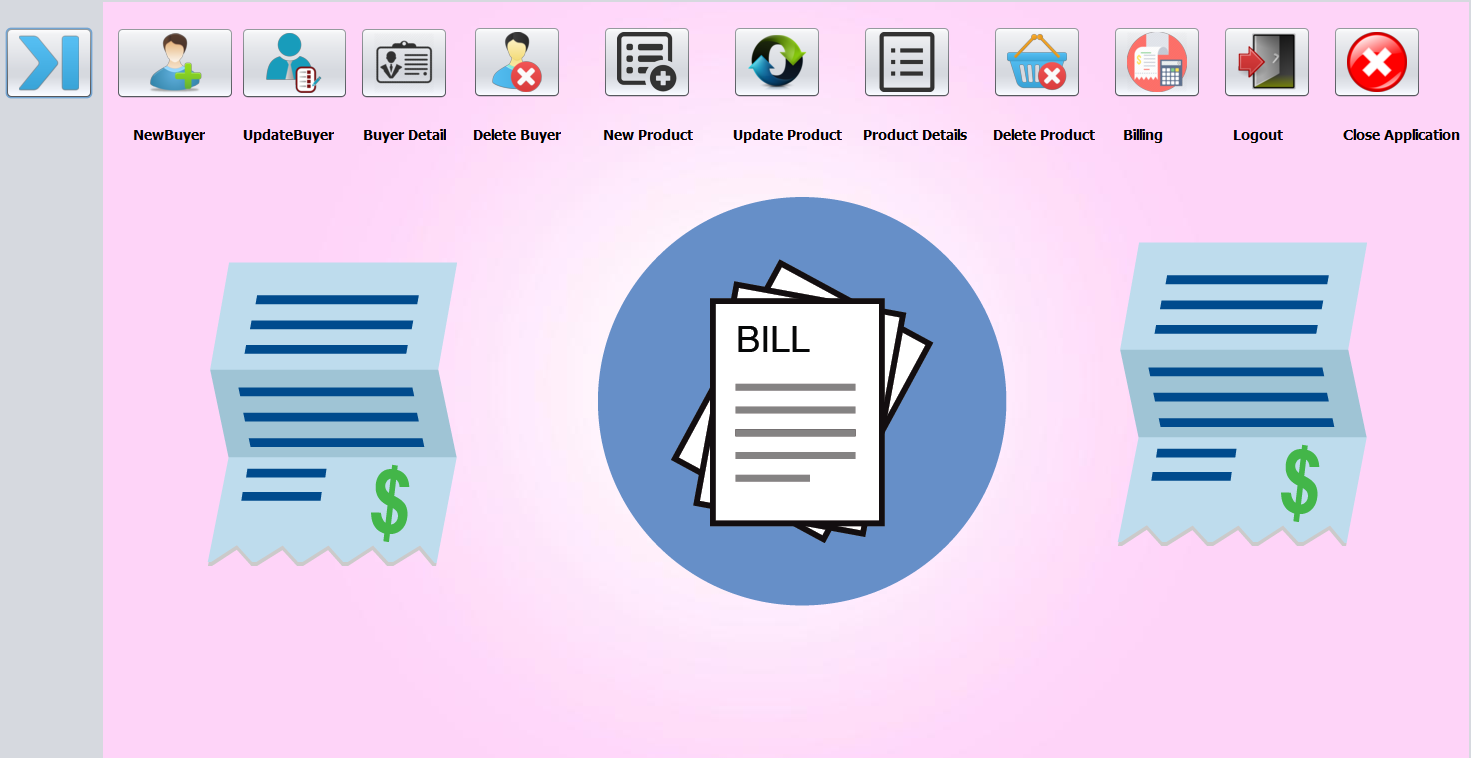 NewBuyer
UpdateBuyer
Buyer Detail
Delete Buyer
New Product
Update Product
Product Details
Delete Product
Billing
Logout
Close Application
BILL
$
$